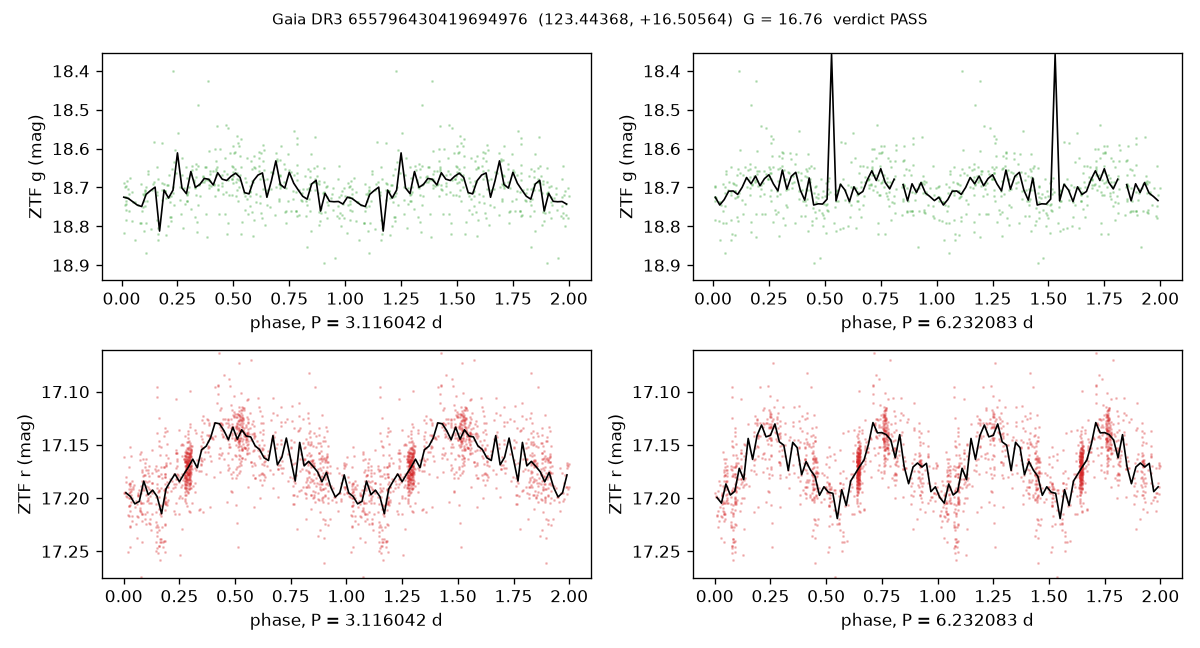 Gaia DR3 655796430419694976 (123.44368, +16.50564) G = 16.76 verdict PASS
ZTF g (mag)
18.4
18.5
18.6
18.7
18.8
18.9
0.00 0.25 0.50 0.75 1.00 1.25 1.50 1.75 2.00
phase, P = 3.116042 d
ZTF g (mag)
18.4
18.5
18.6
18.7
18.8
18.9
0.00 0.25 0.50 0.75 1.00 1.25 1.50 1.75 2.00
phase, P = 6.232083 d
ZTF r (mag)
17.10
17.15
17.20
17.25
0.00 0.25 0.50 0.75 1.00 1.25 1.50 1.75 2.00
phase, P = 3.116042 d
ZTF r (mag)
17.10
17.15
17.20
17.25
0.00 0.25 0.50 0.75 1.00 1.25 1.50 1.75 2.00
phase, P = 6.232083 d